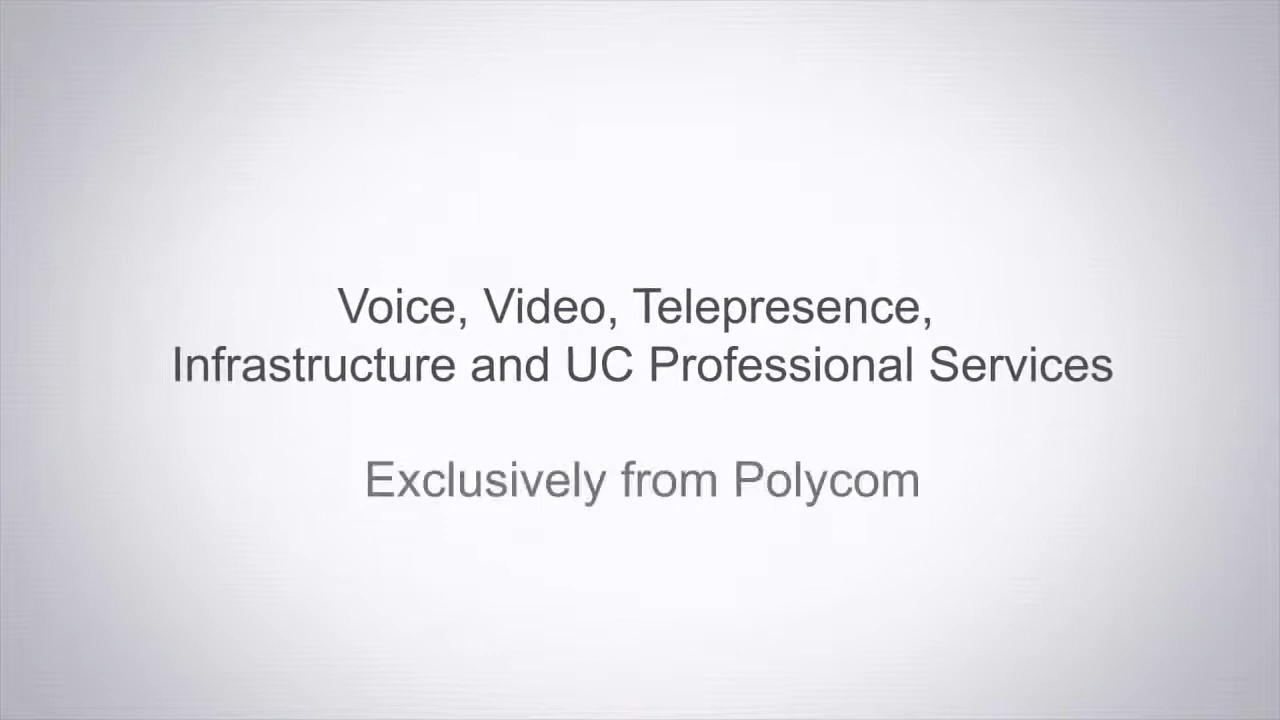 Voice, Video, Telepresence,
Infrastructure and UC Professional Services
Exclusively from Polycom